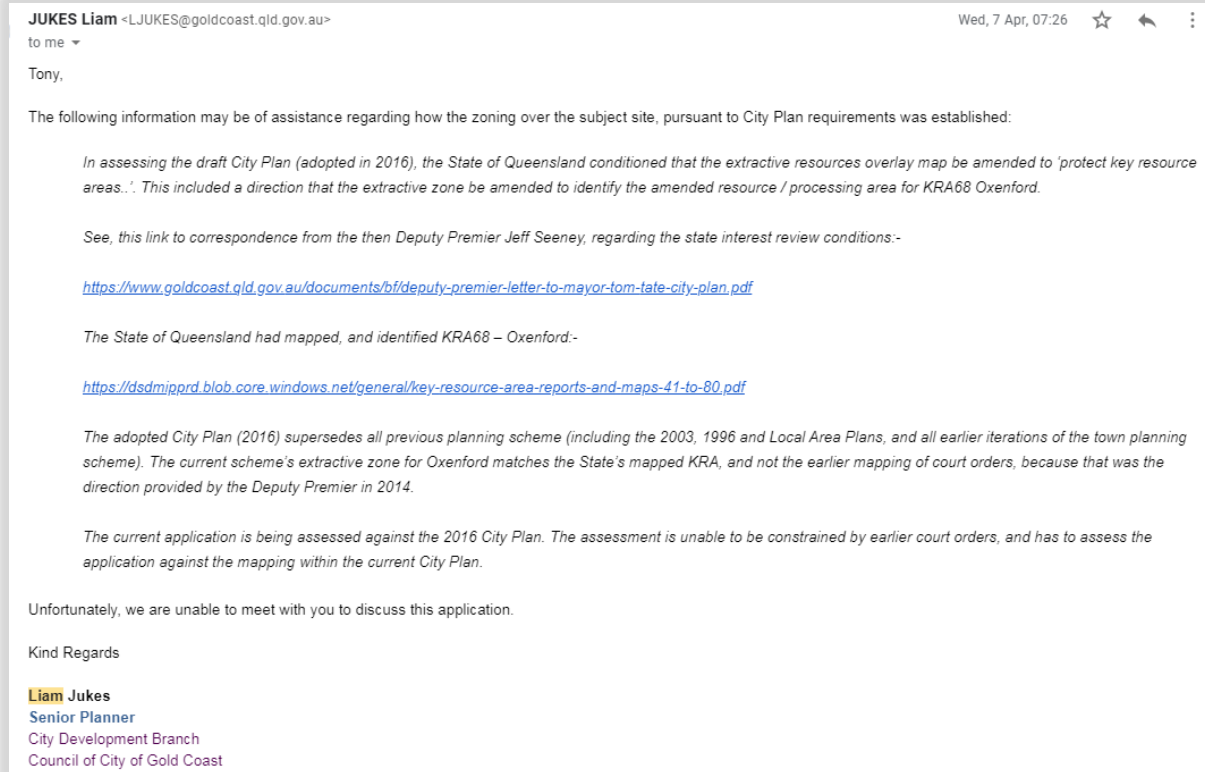 JUKES Liam <LJUKES@goldcoast.qld.gov.au> Wed, 7 Apr, 07:26
to me
Tony,
The following information may be of assistance regarding how the zoning over the subject site, pursuant to City Plan requirements was established:
In assessing the draft City Plan (adopted in 2016), the State of Queensland conditioned that the extractive resources overlay map be amended to 'protect key resource
areas..'. This included a direction that the extractive zone be amended to identify the amended resource / processing area for KRA68 Oxenford.
See, this link to correspondence from the then Deputy Premier Jeff Seeney, regarding the state interest review conditions:-
https://www.goldcoast.qld.gov.au/documents/bf/deputy-premier-letter-to-mayor-tom-tate-city-plan.pdf
The State of Queensland had mapped, and identified KRA68 – Oxenford:-
https://dsdmipprd.blob.core.windows.net/general/key-resource-area-reports-and-maps-41-to-80.pdf
The adopted City Plan (2016) supersedes all previous planning scheme (including the 2003, 1996 and Local Area Plans, and all earlier iterations of the town planning
scheme). The current scheme's extractive zone for Oxenford matches the State's mapped KRA, and not the earlier mapping of court orders, because that was the
direction provided by the Deputy Premier in 2014.
The current application is being assessed against the 2016 City Plan. The assessment is unable to be constrained by earlier court orders, and has to assess the
application against the mapping within the current City Plan.
Unfortunately, we are unable to meet with you to discuss this application.
Kind Regards
Liam Jukes
Senior Planner
City Development Branch
Council of City of Gold Coast